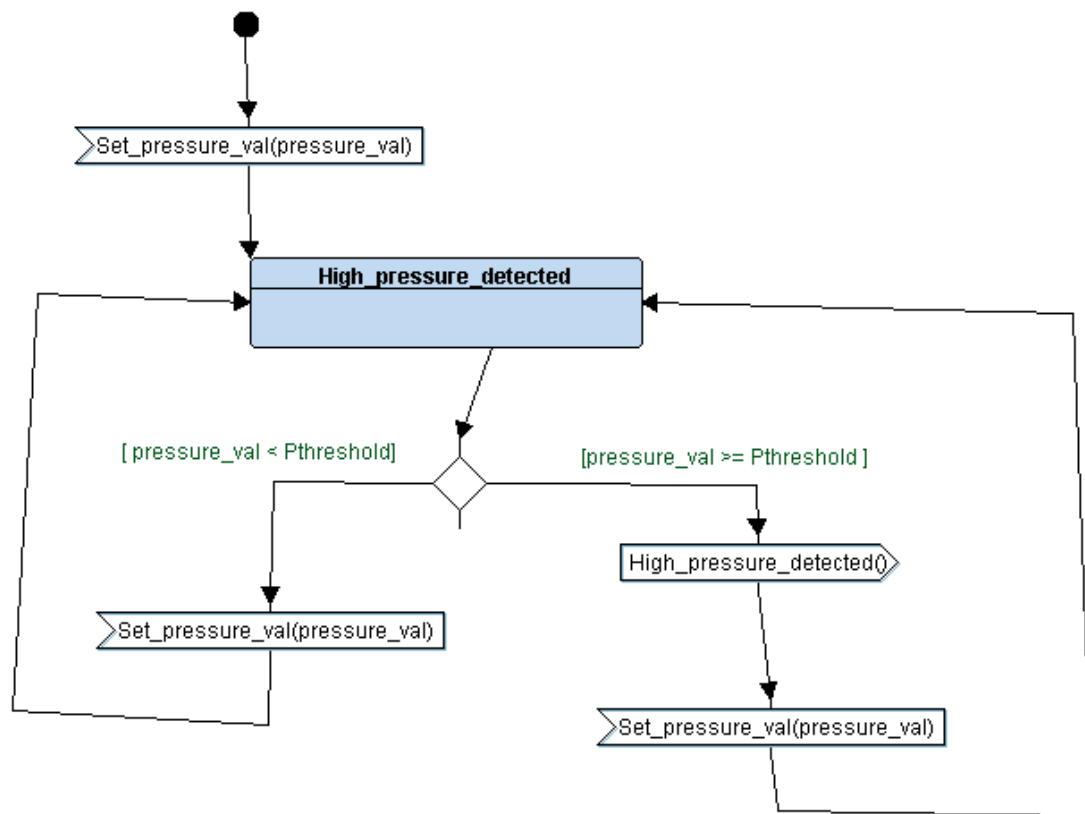 Set_pressure_val(pressure_val)
High_pressure_detected
[ pressure_val < Pthreshold]
[pressure_val >= Pthreshold ]
High_pressure_detected()
Set_pressure_val(pressure_val)
Set_pressure_val(pressure_val)